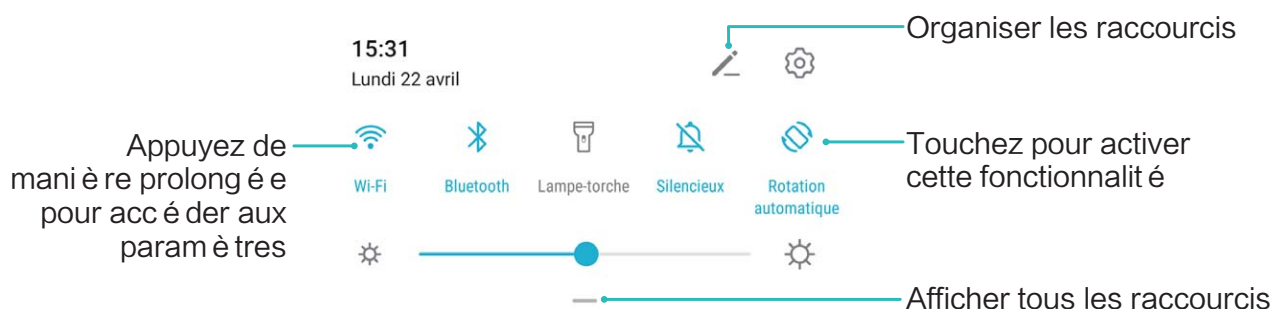 Organiser les raccourcis
15:31
Lundi 22 avril
Appuyez de
mani è re prolong é e
pour acc é der aux
param è tres
Wi-Fi
Bluetooth
Lampe-torche
Silencieux
Rotation
automatique
Touchez pour activer
cette fonctionnalit é
Afficher tous les raccourcis